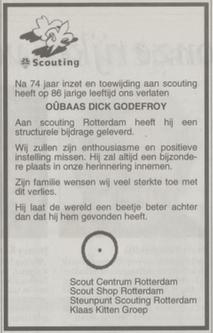 Scouting
Na 74 jaar inzet en toewijding aan scouting
heeft op 86 jarige leeftijd ons verlaten
OÛBAAS DICK GODEFROY
Aan scouting Rotterdam heeft hij een
structurele bijdrage geleverd.
Wij zullen zijn enthousiasme en positieve
instelling missen. Hij zal altijd een bijzonde-
re plaats in onze herinnering innemen.
Zijn familie wensen wij veel sterkte toe met
dit verlies.
Hij laat de wereld een beetje beter achter
dan dat hij hem gevonden heeft.
Scout Centrum Rotterdam
Scout Shop Rotterdam
Steunpunt Scouting Rotterdam
Klaas Kitten Groep